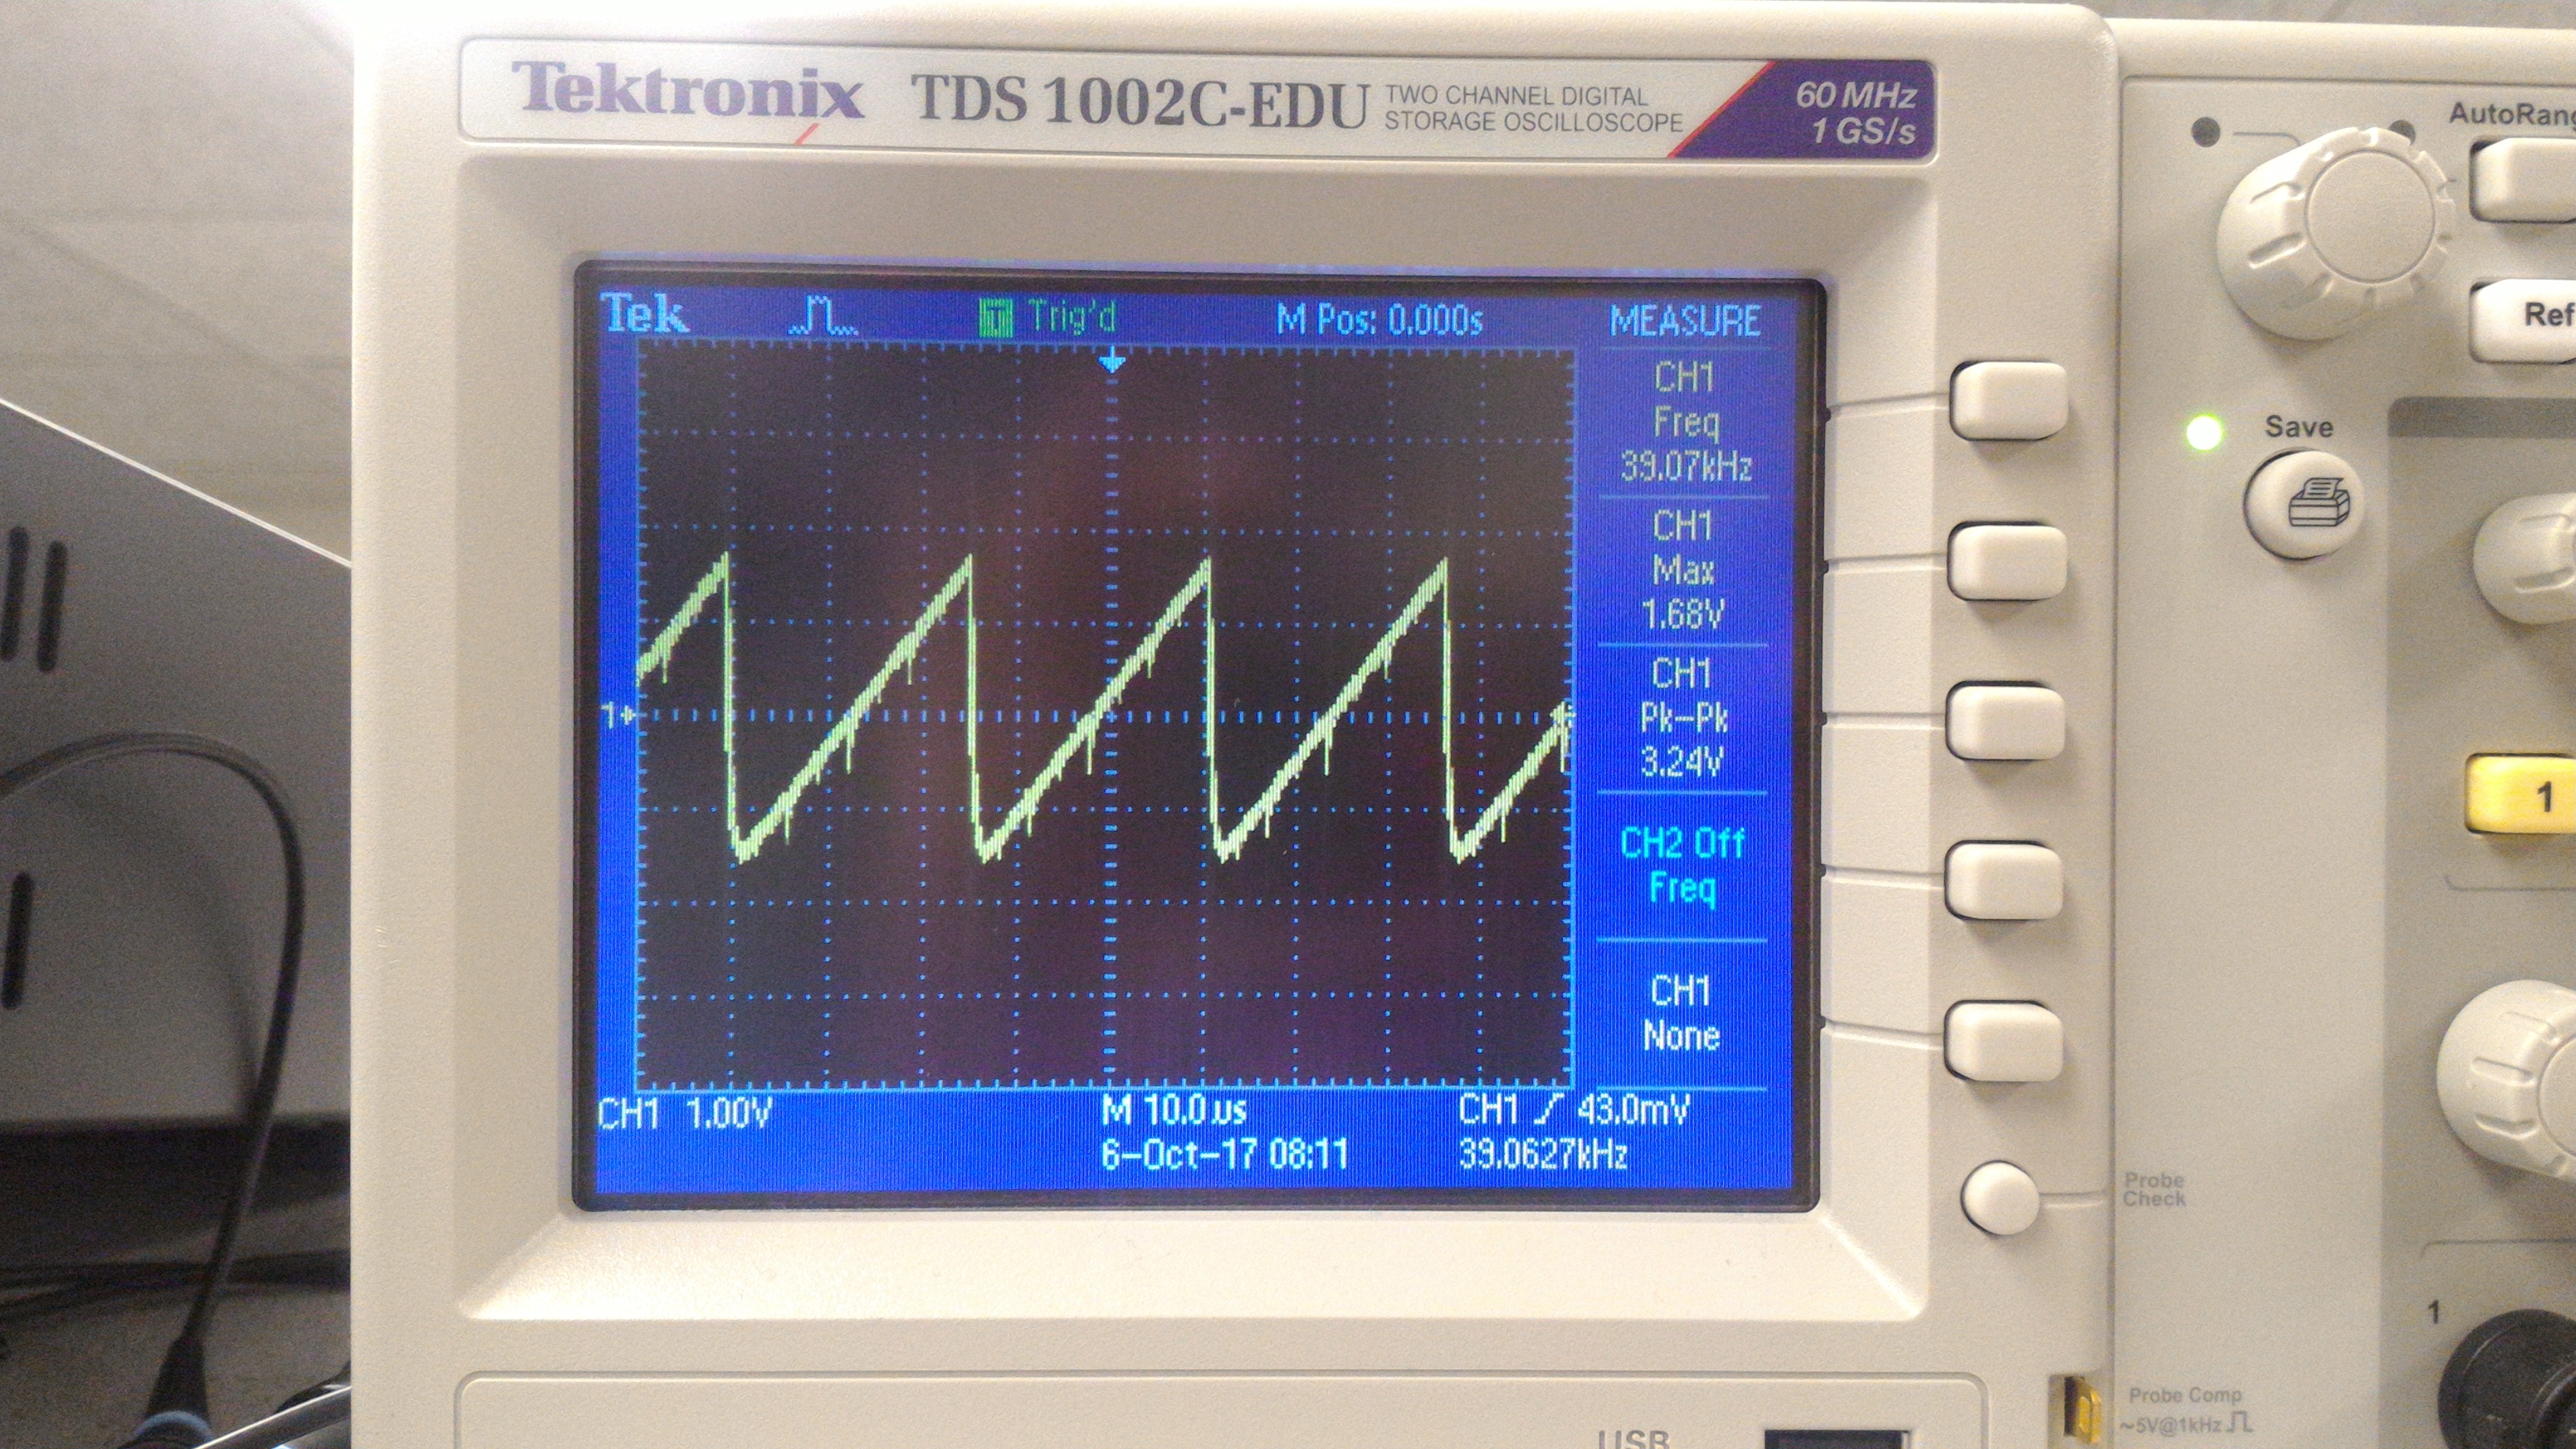 Tektronix TDS 1002C-EDU TWO CHANNEL DIGITAL
STORAGE OSCILLOSCOPE
60 MHz
1 GS/s
Tek T Trig'd M Pos: 0.000s MEASURE
CH1
Freq
39.07kHz
CH1
Max
1.68V
CH1
Pk-Pk
3.24V
CH2 Off
Freq
CH1
None
1
CH1 1.00V M 10.0µs CH1 43.0mV
6-Oct-17 08:11 39.0627kHz
Ref
Save
1
Probe
Check
1
Probe Comp
~5V@1kHz
USB